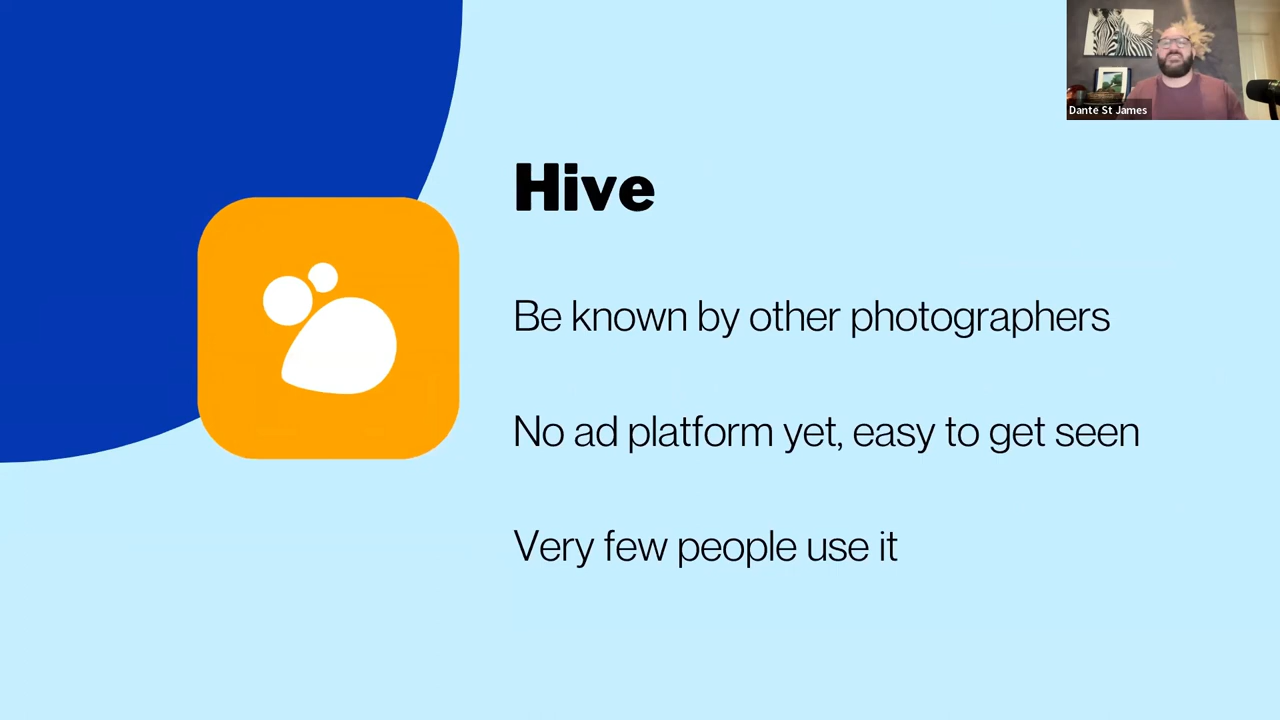 Dante St James
Hive
Be known by other photographers
No ad platform yet, easy to get seen
Very few people use it